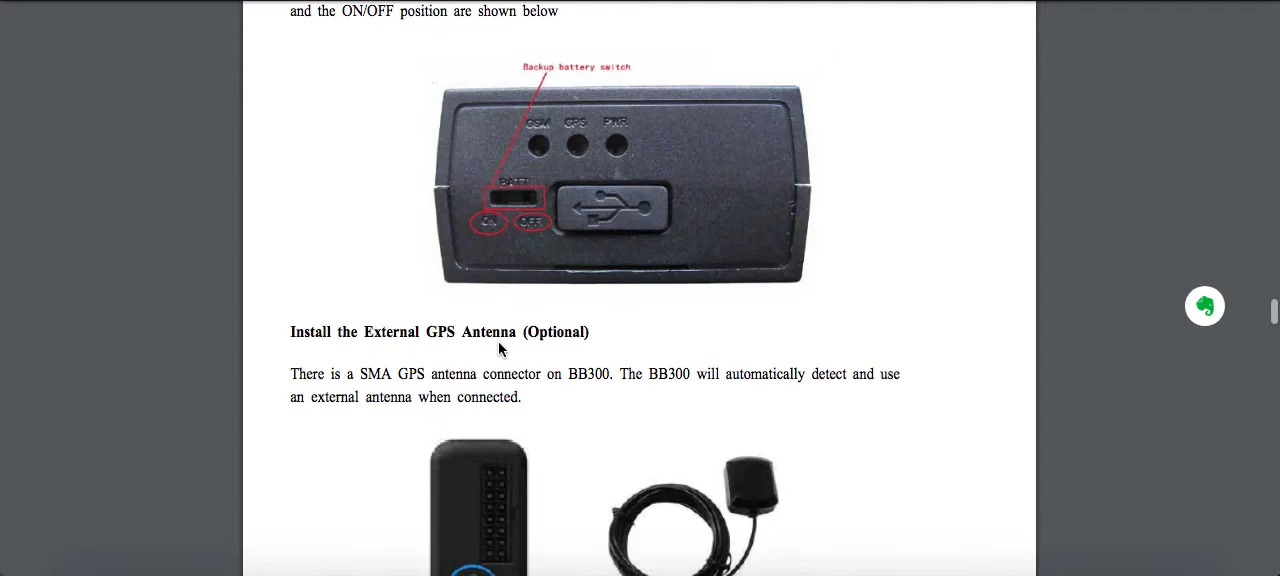 and the ON/OFF position are shown below
Backup battery switch
GSM GPS PWR
BATT
ON OFF
Install the External GPS Antenna (Optional)
There is a SMA GPS antenna connector on BB300. The BB300 will automatically detect and use
an external antenna when connected.